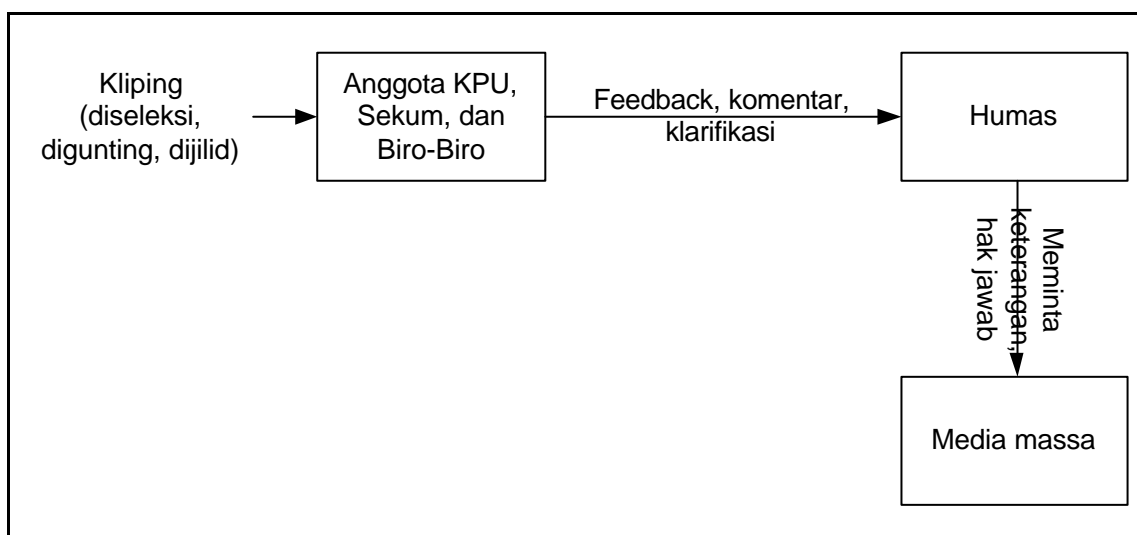 Kliping
(diseleksi,
digunting, dijilid)
Anggota KPU,
Sekum, dan
Biro-Biro
Feedback, komentar,
klarifikasi
Humas
Meminta
keterangan,
hak jawab
Media massa